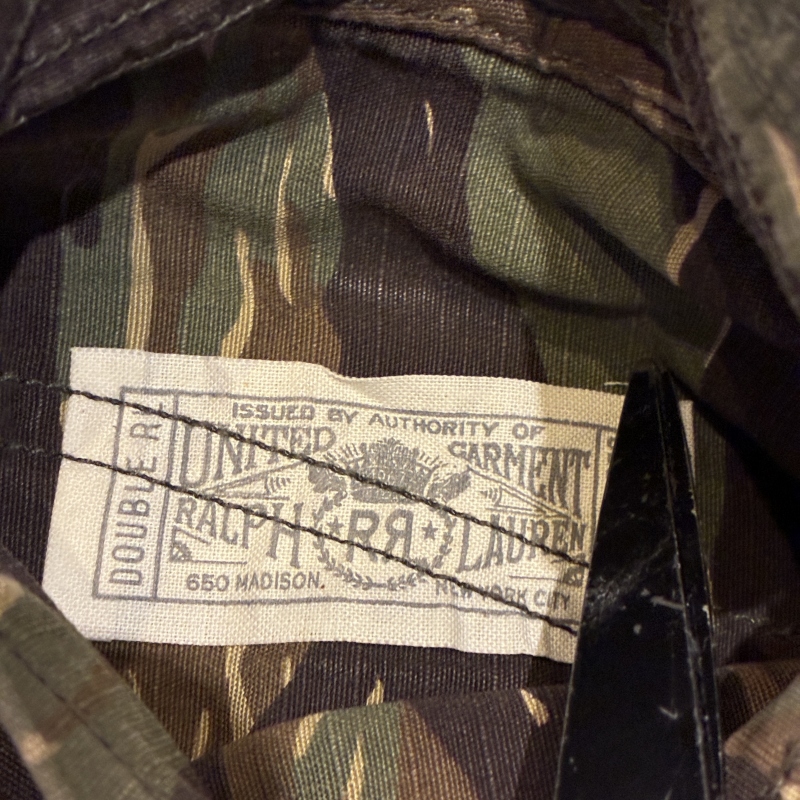 ISSUED BY AUTHORITY OF
UNITED GARMENT
RALPH RR LAUREN
650 MADISON. NEW YORK CITY
DOUBLE RL